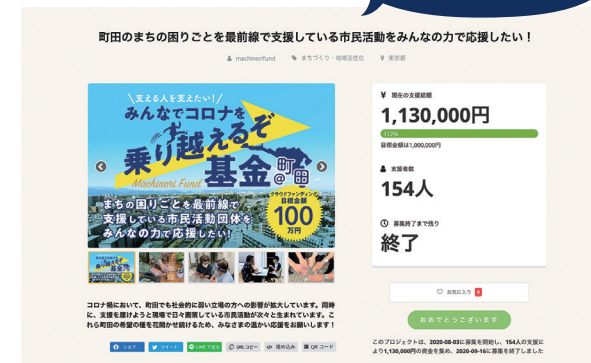 町田のまちの困りごとを最前線で支援している市民活動をみんなの力で応援したい！
machinorifund まちづくり・地域活性化 東京都
＼支える人を支えたい！／
みんなでコロナを
乗り越えるぞ
基金@町田
Machinori Fund
まちの困りごとを最前線で
支援している市民活動団体を
みんなの力で応援したい！
クラウドファンディング
目標金額
100
万円
¥ 現在の支援総額
1,130,000円
112%
目標金額は1,000,000円
支援者数
154人
募集終了まで残り
終了
コロナ禍において、町田でも社会的に弱い立場の方への影響が拡大しています。同時
に、支援を届けようと現場で日々奮闘している市民活動が次々と生まれています。こ
れら町田の希望の種を花開かせ続けるため、みなさまの温かい応援をお願いします！
シェア ツイート LINEで送る URLコピー 埋め込み QRコード
お気に入り 8
おめでとうございます
このプロジェクトは、2020-08-03に募集を開始し、154人の支援に
より1,130,000円の資金を集め、2020-09-16に募集を終了しました